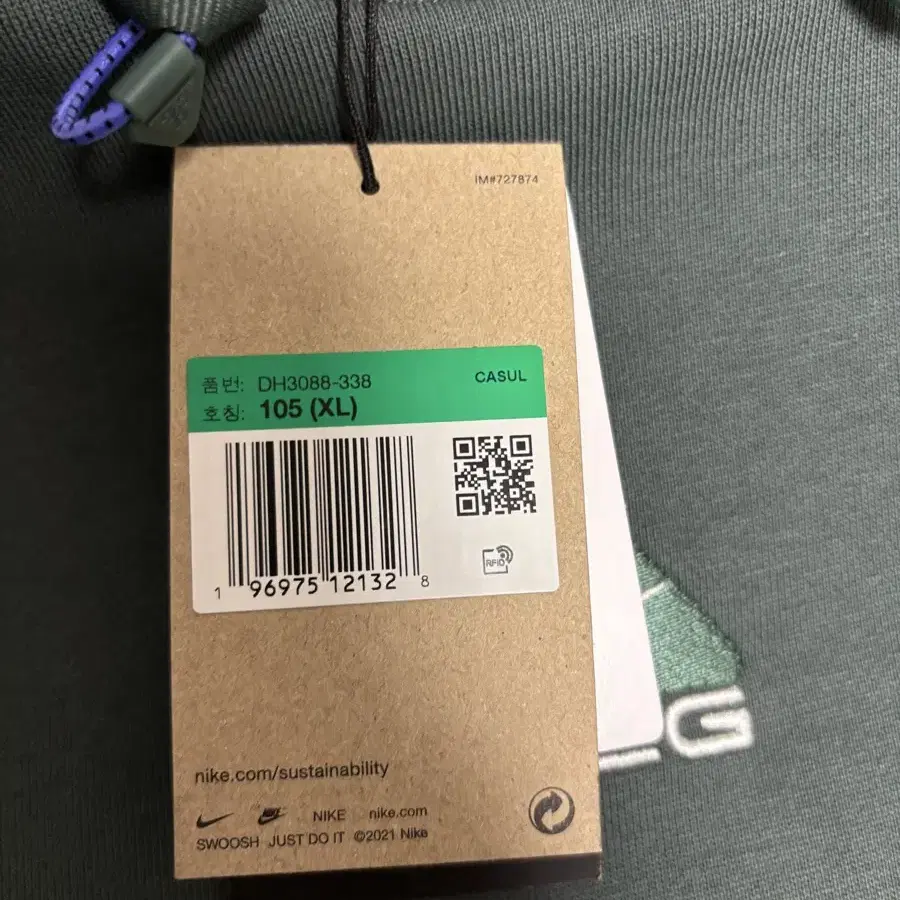 IM#727874
품번: DH3088-338
CASUL
호칭: 105 (XL)
RFID
1 96975 12132 8
nike.com/sustainability
NIKE nike.com
SWOOSH JUST DO IT ©2021 Nike
LG